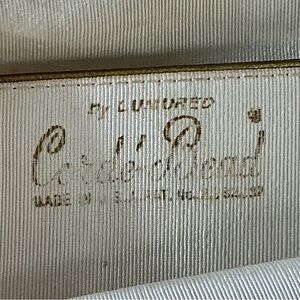 By LUMURED
Corde'Bead
MADE IN U.S.A. PAT. NO.